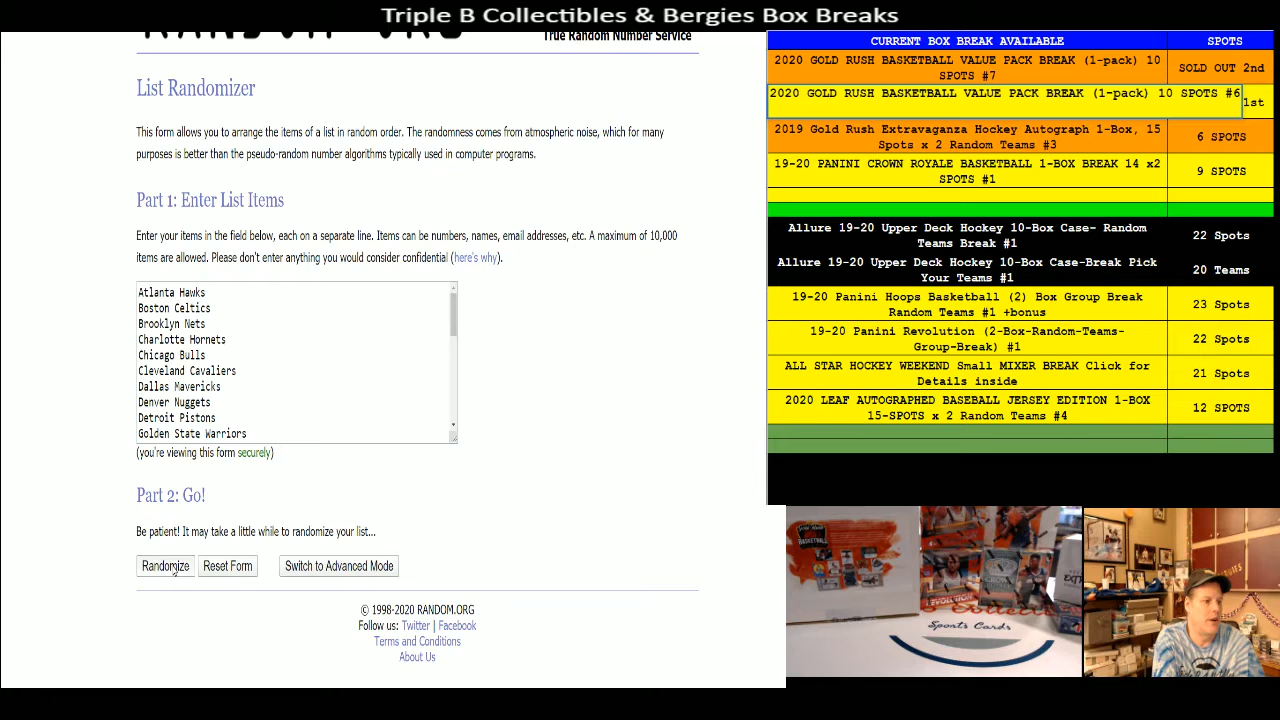 Triple B Collectibles & Bergies Box Breaks
True Random Number Service
List Randomizer
This form allows you to arrange the items of a list in random order. The randomness comes from atmospheric noise, which for many
purposes is better than the pseudo-random number algorithms typically used in computer programs.
Part 1: Enter List Items
Enter your items in the field below, each on a separate line. Items can be numbers, names, email addresses, etc. A maximum of 10,000
items are allowed. Please don't enter anything you would consider confidential (here's why).
Atlanta Hawks
Boston Celtics
Brooklyn Nets
Charlotte Hornets
Chicago Bulls
Cleveland Cavaliers
Dallas Mavericks
Denver Nuggets
Detroit Pistons
Golden State Warriors
(you're viewing this form securely)
Part 2: Go!
Be patient! It may take a little while to randomize your list...
Randomize Reset Form Switch to Advanced Mode
© 1998-2020 RANDOM.ORG
Follow us: Twitter | Facebook
Terms and Conditions
About Us
CURRENT BOX BREAK AVAILABLE SPOTS
2020 GOLD RUSH BASKETBALL VALUE PACK BREAK (1-pack) 10
SPOTS #7
SOLD OUT 2nd
2020 GOLD RUSH BASKETBALL VALUE PACK BREAK (1-pack) 10 SPOTS #6
1st
2019 Gold Rush Extravaganza Hockey Autograph 1-Box, 15
Spots x 2 Random Teams #3
6 SPOTS
19-20 PANINI CROWN ROYALE BASKETBALL 1-BOX BREAK 14 x2
SPOTS #1
9 SPOTS
Allure 19-20 Upper Deck Hockey 10-Box Case- Random
Teams Break #1
22 Spots
Allure 19-20 Upper Deck Hockey 10-Box Case-Break Pick
Your Teams #1
20 Teams
19-20 Panini Hoops Basketball (2) Box Group Break
Random Teams #1 +bonus
23 Spots
19-20 Panini Revolution (2-Box-Random-Teams-
Group-Break) #1
22 Spots
ALL STAR HOCKEY WEEKEND Small MIXER BREAK Click for
Details inside
21 Spots
2020 LEAF AUTOGRAPHED BASEBALL JERSEY EDITION 1-BOX
15-SPOTS x 2 Random Teams #4
12 SPOTS
BASKETBALL
REVOLUTION
CROWN
Sports Cards